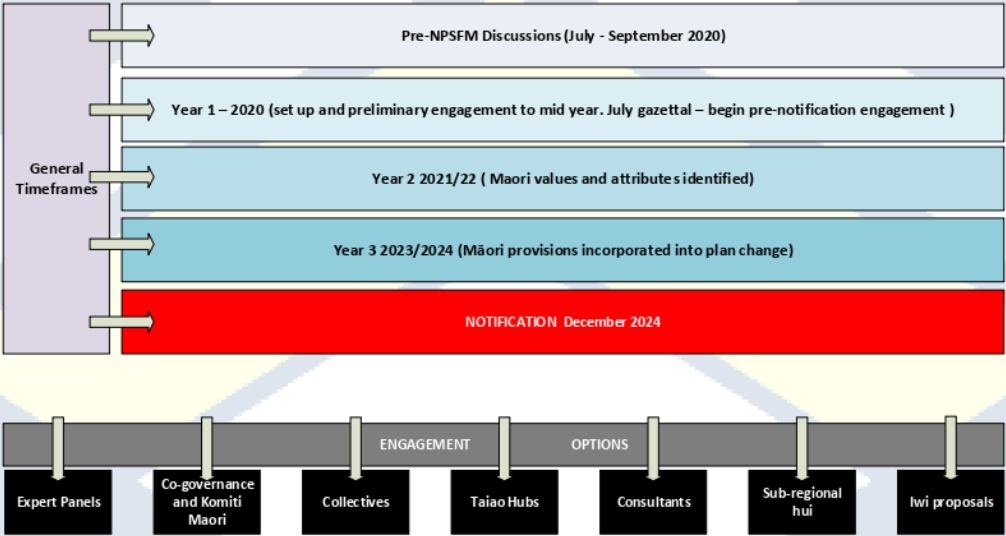 Pre-NPSFM Discussions (July - September 2020)
Year 1 – 2020 (set up and preliminary engagement to mid year. July gazettal – begin pre-notification engagement )
General
Timeframes
Year 2 2021/22 ( Maori values and attributes identified)
Year 3 2023/2024 (Māori provisions incorporated into plan change)
NOTIFICATION December 2024
ENGAGEMENT OPTIONS
Expert Panels
Co-governance
and Komiti
Maori
Collectives
Taiao Hubs
Consultants
Sub-regional
hui
Iwi proposals